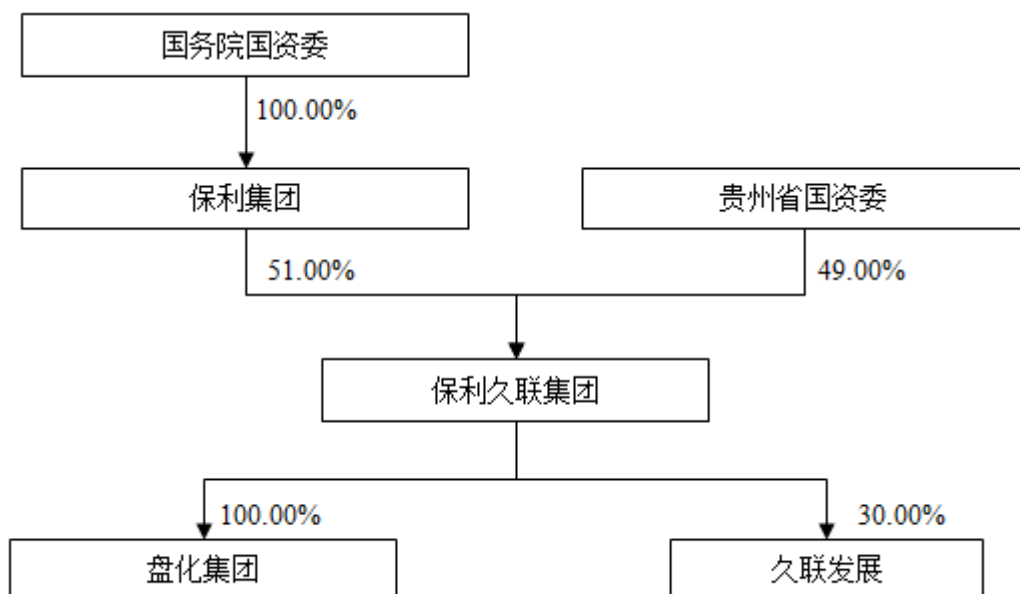 国务院国资委
100.00%
保利集团
贵州省国资委
51.00%
49.00%
保利久联集团
100.00%
30.00%
盘化集团
久联发展